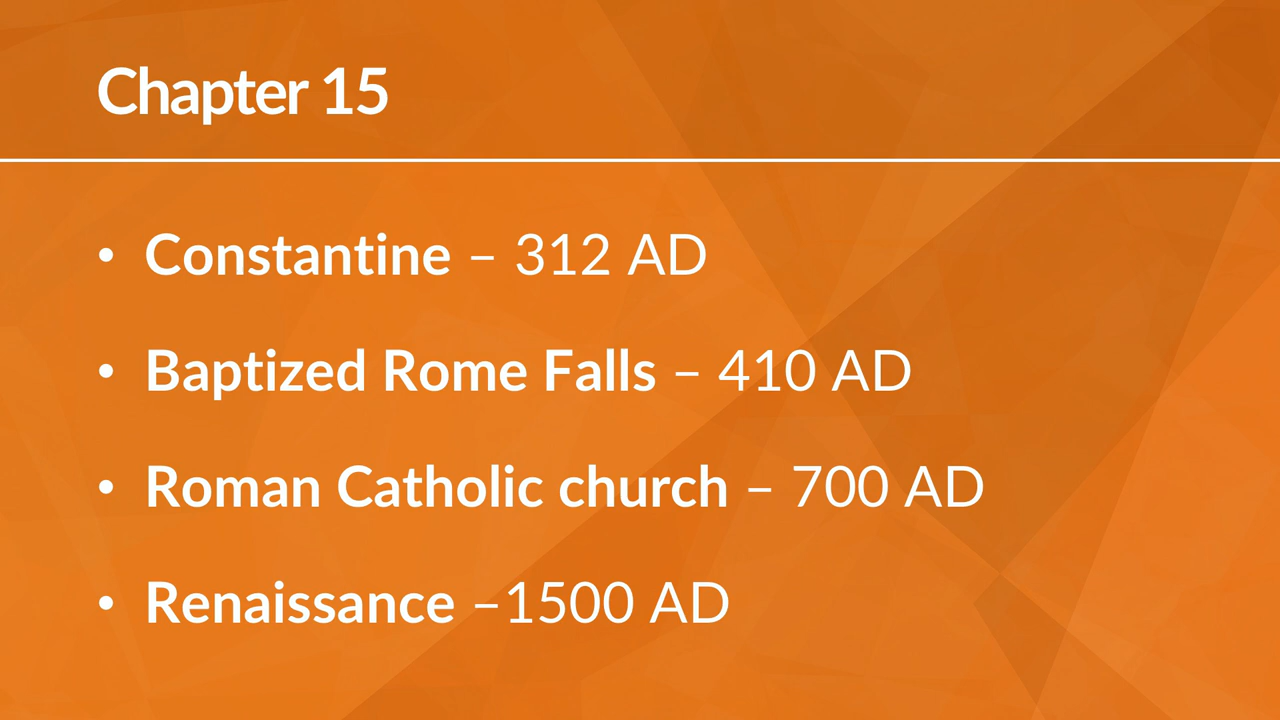 Chapter 15
• Constantine – 312 AD
• Baptized Rome Falls – 410 AD
• Roman Catholic church – 700 AD
• Renaissance –1500 AD